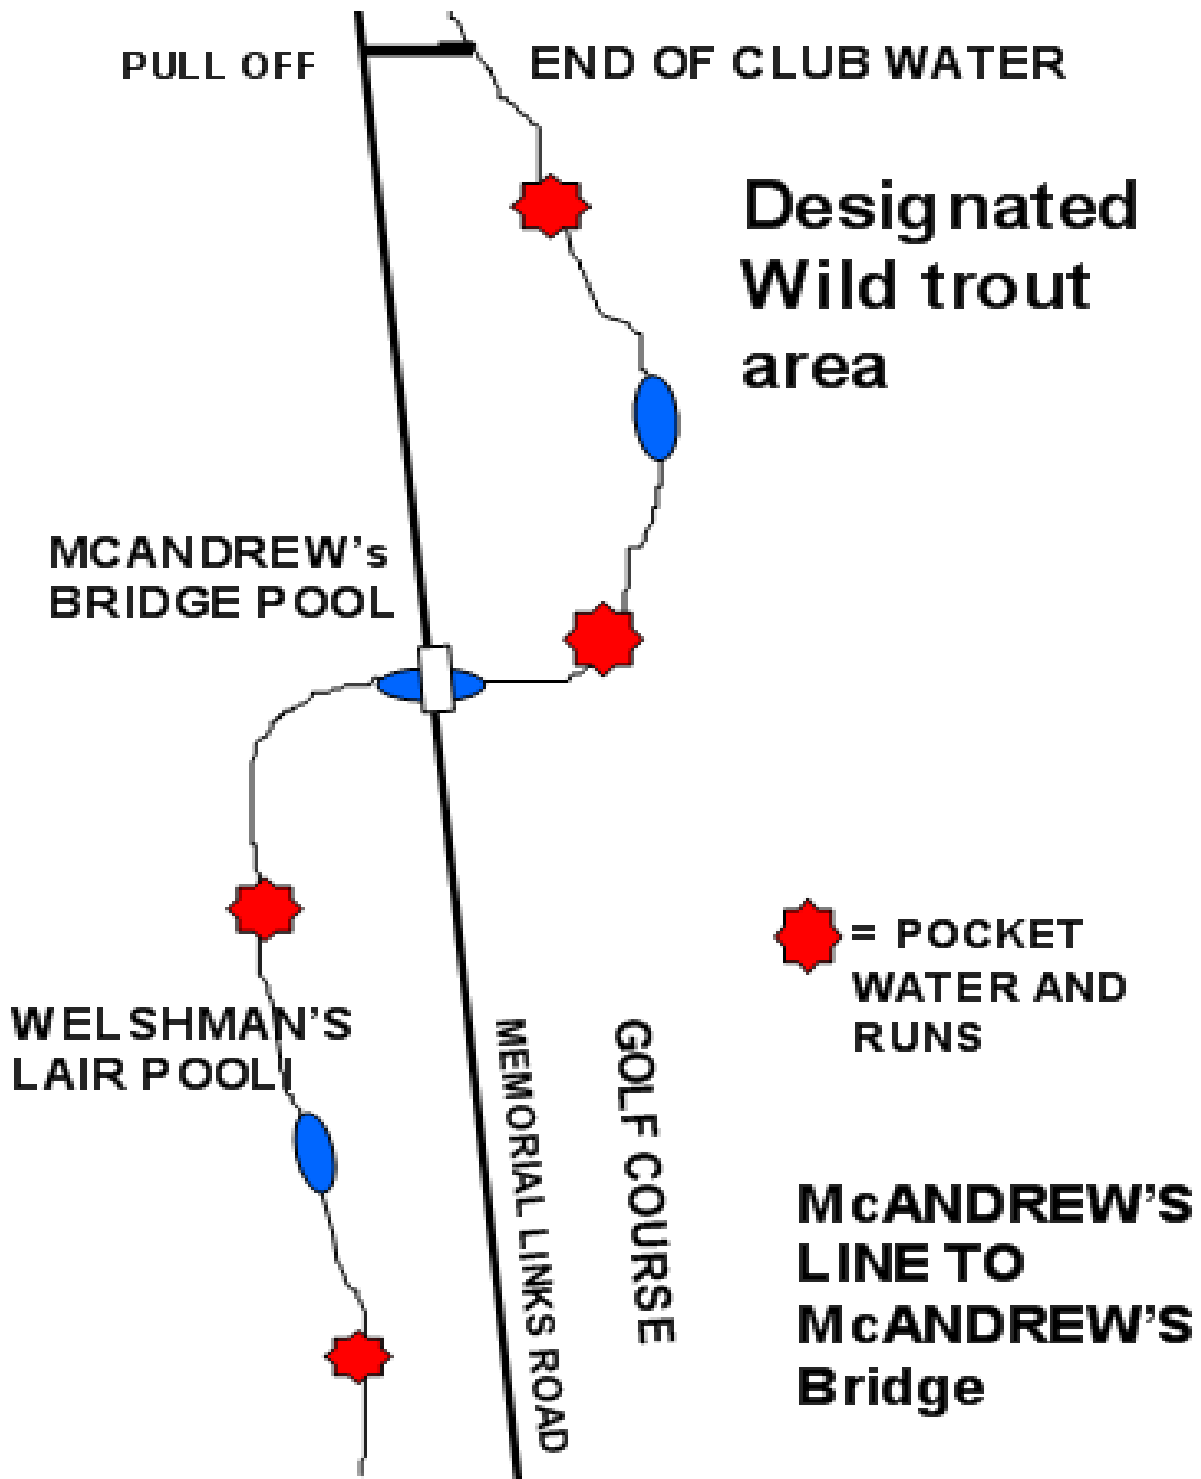 PULL OFF
END OF CLUB WATER
Designated
Wild trout
area
MCANDREW's
BRIDGE POOL
= POCKET
WATER AND
RUNS
WELSHMAN'S
LAIR POOLI
MEMORIAL LINKS ROAD
GOLF COURSE
McANDREW'S
LINE TO
McANDREW'S
Bridge